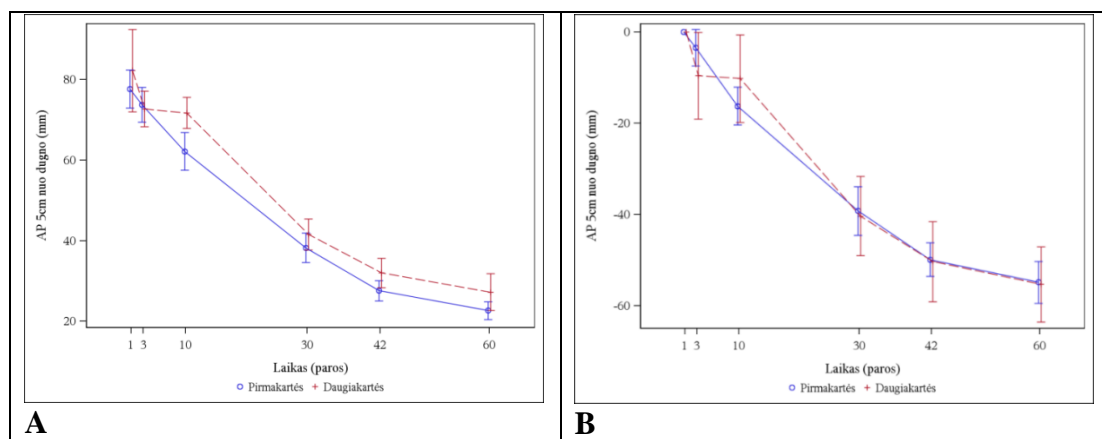 AP 5cm nuo dugno (mm)
80
60
40
20
1 3 10 30 42 60
Laikas (paros)
Pirmakartės Daugiakartės
A
AP 5cm nuo dugno (mm)
0
-20
-40
-60
1 3 10 30 42 60
Laikas (paros)
Pirmakartės Daugiakartės
B